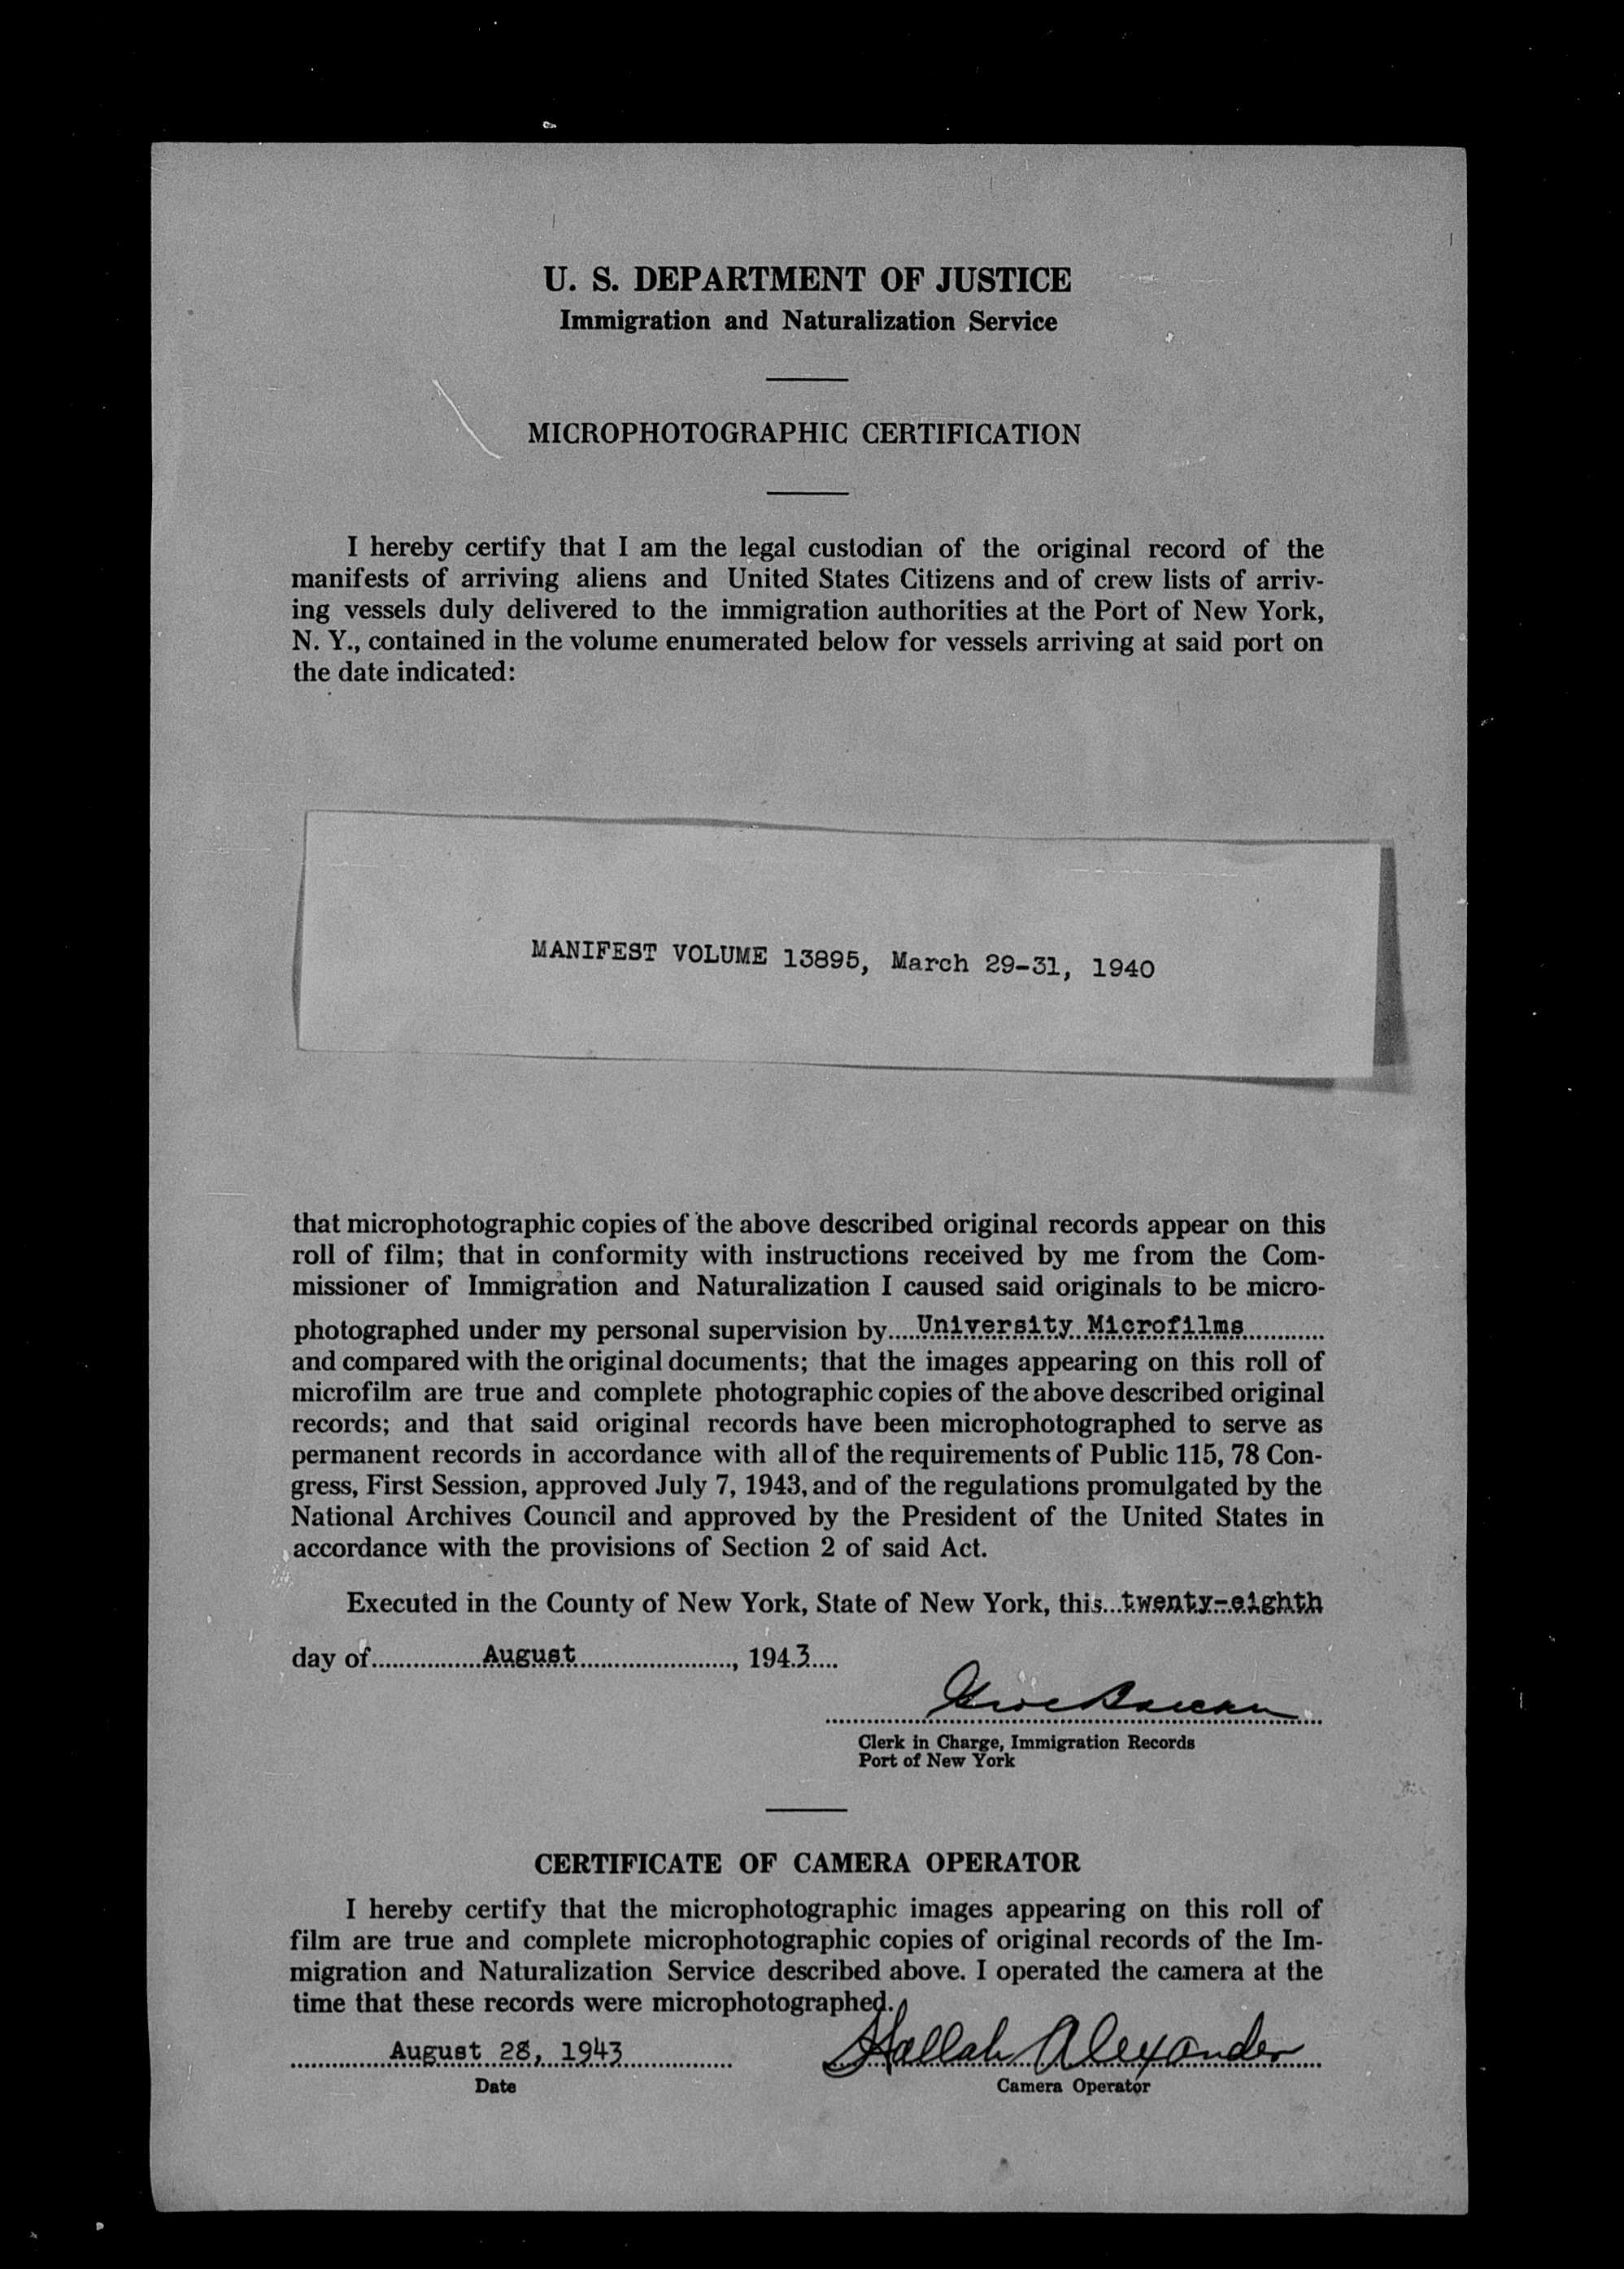 U. S. DEPARTMENT OF JUSTICE
Immigration and Naturalization Service
MICROPHOTOGRAPHIC CERTIFICATION
I hereby certify that I am the legal custodian of the original record of the
manifests of arriving aliens and United States Citizens and of crew lists of arriv-
ing vessels duly delivered to the immigration authorities at the Port of New York,
N. Y., contained in the volume enumerated below for vessels arriving at said port on
the date indicated:
MANIFEST VOLUME 13895, March 29-31, 1940
that microphotographic copies of the above described original records appear on this
roll of film; that in conformity with instructions received by me from the Com-
missioner of Immigration and Naturalization I caused said originals to be micro-
photographed under my personal supervision by.....University Microfilms............
and compared with the original documents; that the images appearing on this roll of
microfilm are true and complete photographic copies of the above described original
records; and that said original records have been microphotographed to serve as
permanent records in accordance with all of the requirements of Public 115, 78 Con-
gress, First Session, approved July 7, 1943, and of the regulations promulgated by the
National Archives Council and approved by the President of the United States in
accordance with the provisions of Section 2 of said Act.
Executed in the County of New York, State of New York, this...twenty-eighth
day of................August......................., 1943....
Clerk in Charge, Immigration Records
Port of New York
CERTIFICATE OF CAMERA OPERATOR
I hereby certify that the microphotographic images appearing on this roll of
film are true and complete microphotographic copies of original records of the Im-
migration and Naturalization Service described above. I operated the camera at the
time that these records were microphotographed.
August 28, 1943 Hallah Alexander
Date Camera Operator